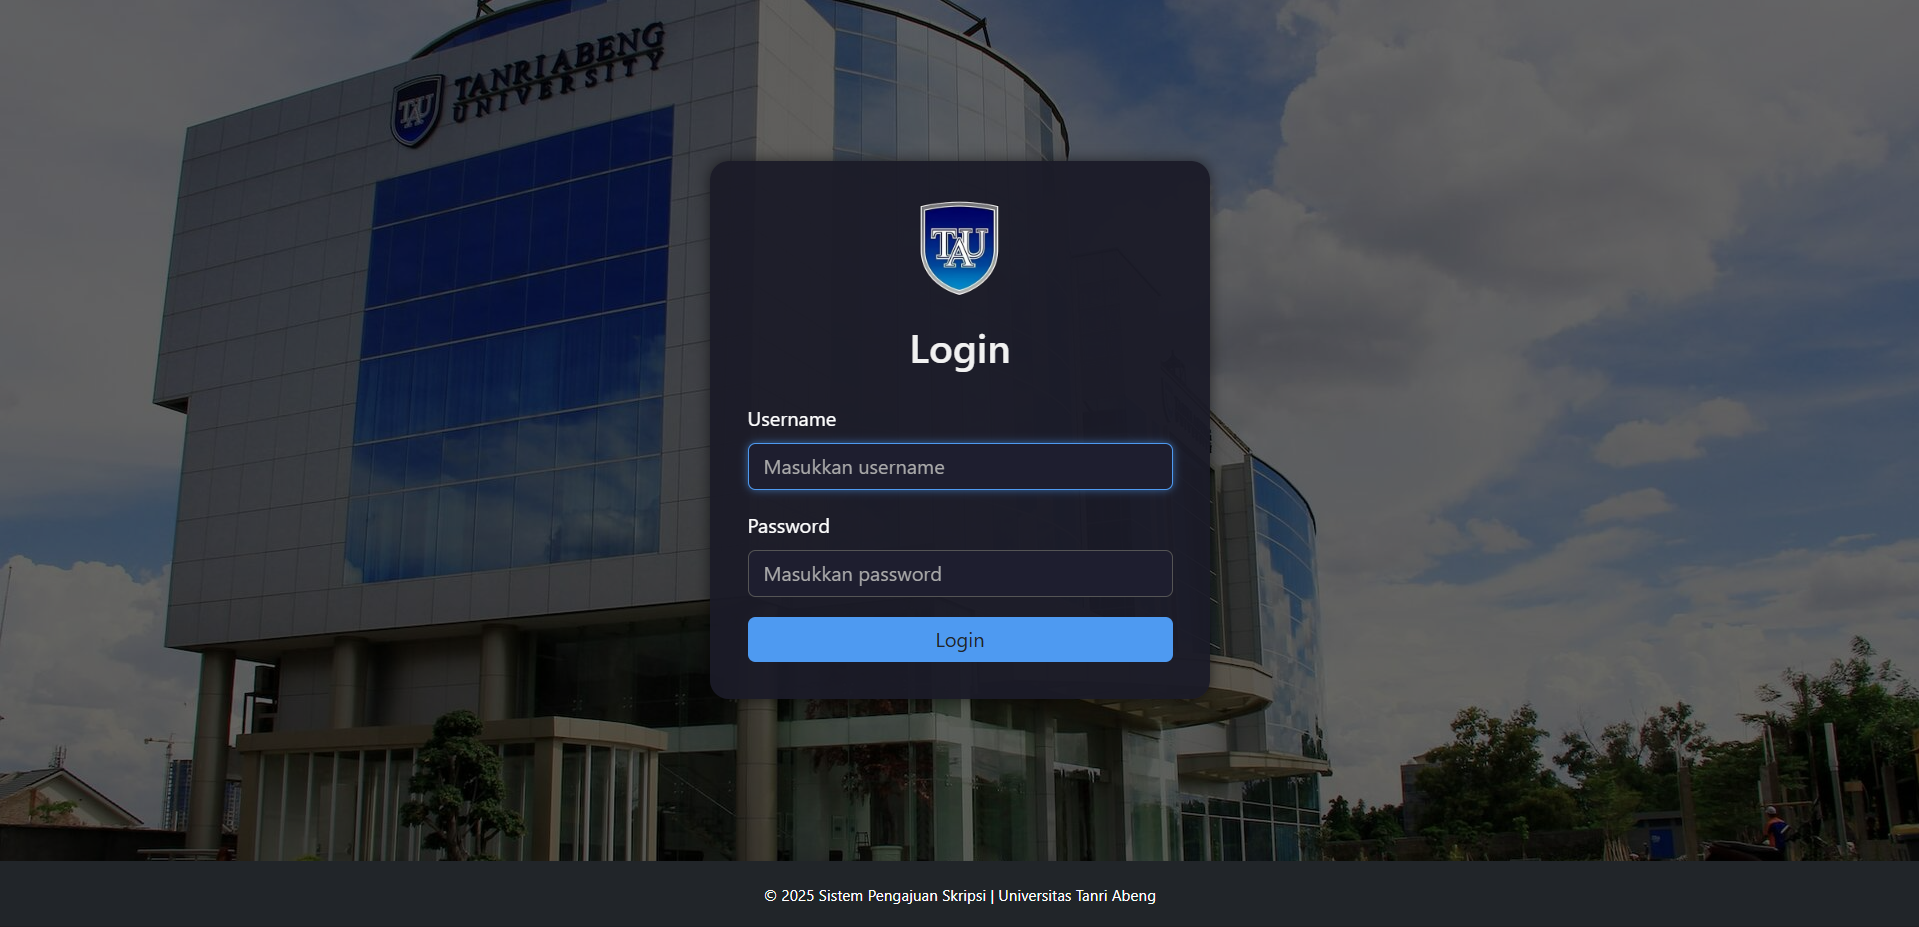 TANRI ABENG
UNIVERSITY
TAU
TAU
Login
Username
Masukkan username
Password
Masukkan password
Login
© 2025 Sistem Pengajuan Skripsi | Universitas Tanri Abeng